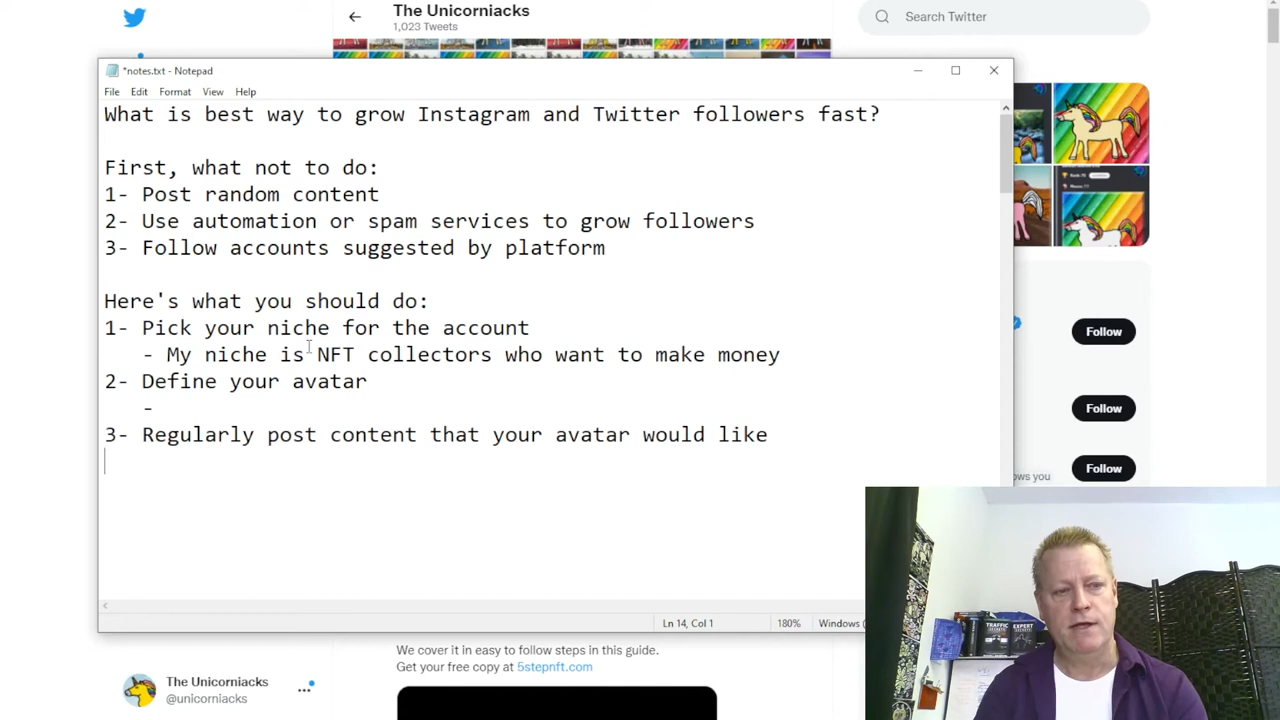 The Unicorniacks
1,023 Tweets
Search Twitter
*notes.txt - Notepad
File Edit Format View Help
What is best way to grow Instagram and Twitter followers fast?
First, what not to do:
1- Post random content
2- Use automation or spam services to grow followers
3- Follow accounts suggested by platform
Here's what you should do:
1- Pick your niche for the account
- My niche is NFT collectors who want to make money
2- Define your avatar
-
3- Regularly post content that your avatar would like
Follow
Follow
Follow
ows you
Ln 14, Col 1 180% Windows (
TRAFFIC SECRETS
EXPERT SECRETS
We cover it in easy to follow steps in this guide.
Get your free copy at 5stepnft.com
The Unicorniacks
@unicorniacks